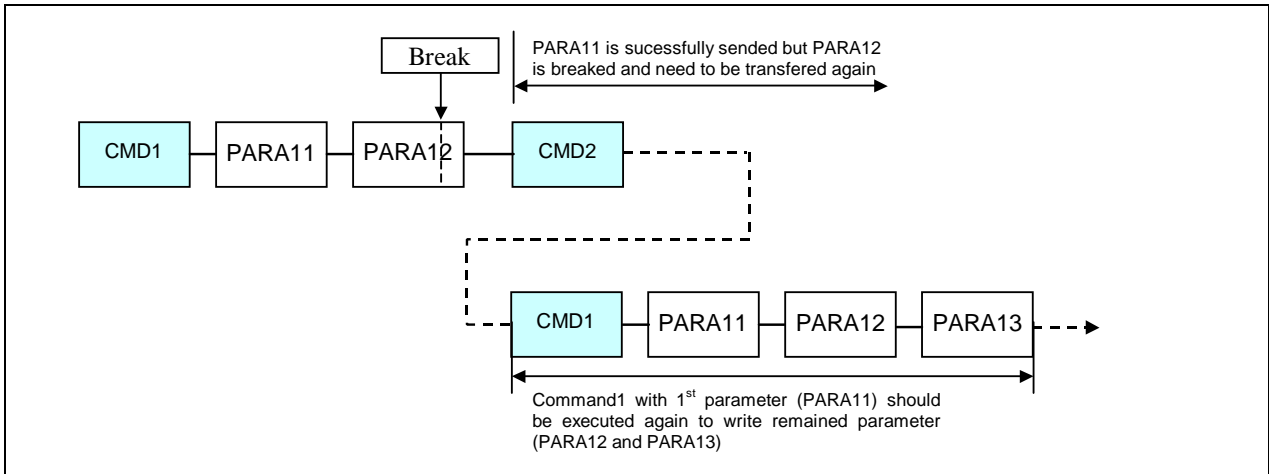 Break
PARA11 is sucessfully sended but PARA12
is breaked and need to be transfered again
CMD1
PARA11
PARA12
CMD2
CMD1
PARA11
PARA12
PARA13
Command1 with 1st parameter (PARA11) should
be executed again to write remained parameter
(PARA12 and PARA13)